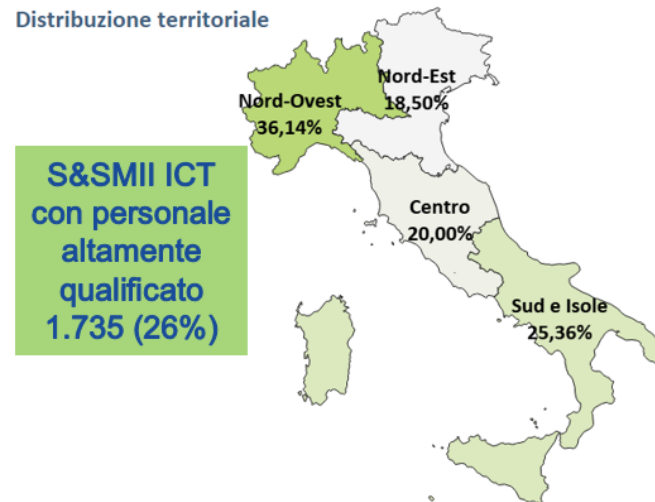 Distribuzione territoriale
Nord-Ovest
36,14%
Nord-Est
18,50%
S&SMII ICT
con personale
altamente
qualificato
1.735 (26%)
Centro
20,00%
Sud e Isole
25,36%